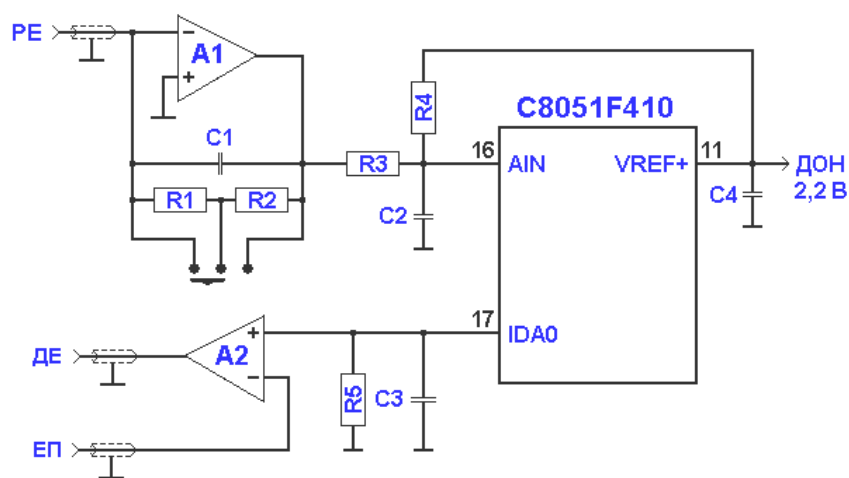 РЕ
A1
C1
R1
R2
R3
R4
C2
C8051F410
16
AIN
VREF+
11
ДОН
2,2 В
C4
17
IDA0
A2
ДЕ
R5
C3
ЕП